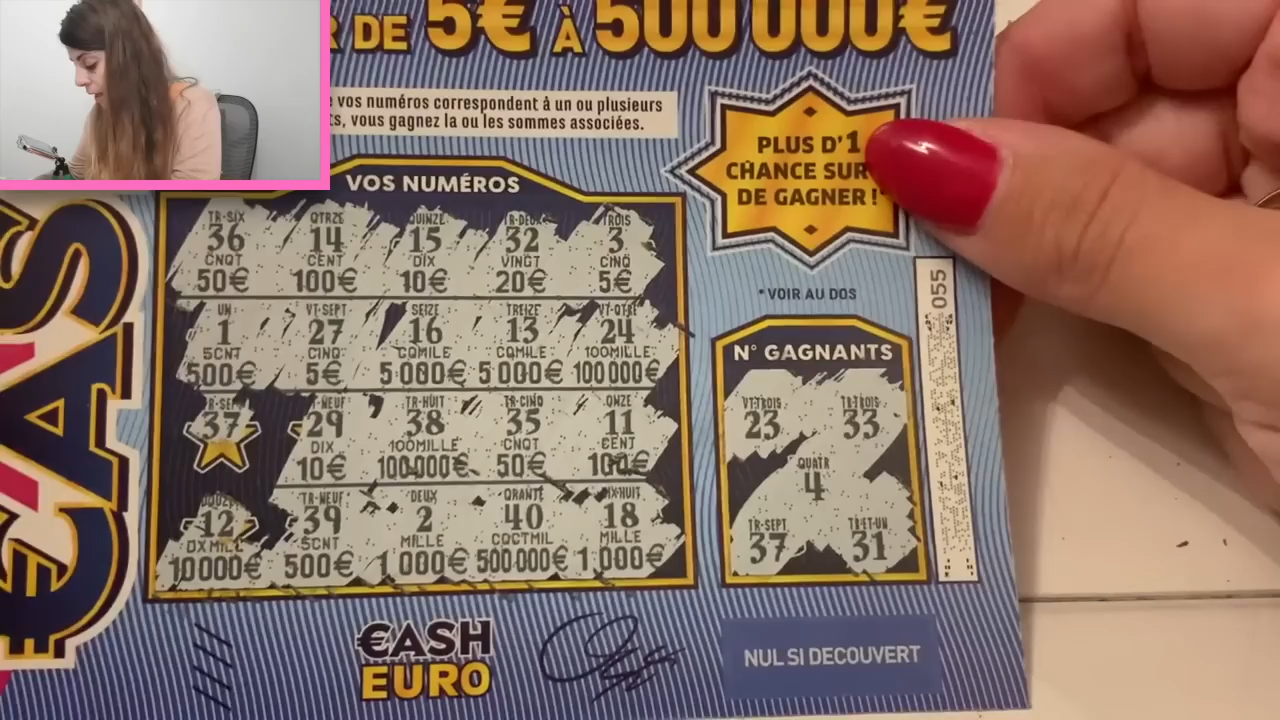 DE 5€ À 500 000€
vos numéros correspondent à un ou plusieurs
vous gagnez la ou les sommes associées.
PLUS D'1
CHANCE SUR
DE GAGNER !*
VOS NUMÉROS
TR-SIX QTRZE QUINZE TR-DEUX TROIS
36 14 15 32 3
CNQT CENT DIX VINGT CINQ
50€ 100€ 10€ 20€ 5€
* VOIR AU DOS
055
UN VT-SEPT SEIZE TREIZE VT-QTRE
1 27 16 13 24
5CNT CINQ CQMILE CQMILE 100MILLE
500€ 5€ 5 000€ 5 000€ 100 000€
N° GAGNANTS
TR-SEPT T-NEUF TR-HUIT TR-CINQ ONZE
37 29 38 35 11
DIX 100MILLE CNQT CENT
10€ 100000€ 50€ 100€
VT-TROIS TR-TROIS
23 33
QUATR
4
DOUZE TR-NEUF DEUX QRANTE DIX-HUIT
12 39 2 40 18
DXMILE 5CNT MILLE CQCTMIL MILLE
10 000€ 500€ 1 000€ 500 000€ 1 000€
TR-SEPT TR-ET-UN
37 31
€ASH
EURO
NUL SI DECOUVERT
€AS